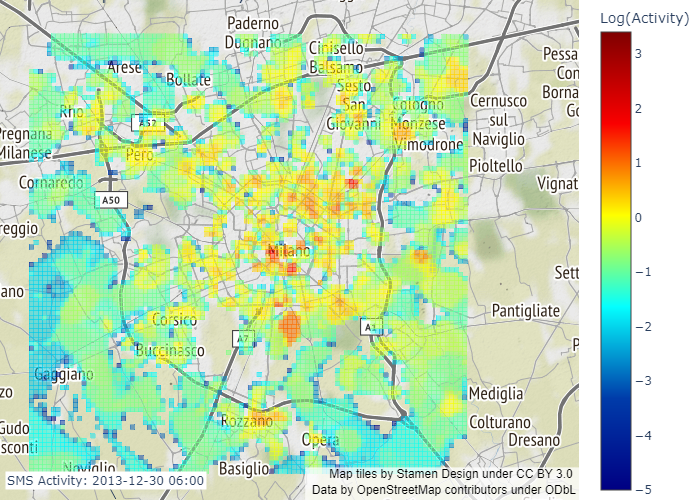 Paderno
Dugnano
Cinisello
Balsamo
Arese
Bollate
Sesto
San
Giovanni
Cologno
Monzese
Vimodrone
Pessa
Con
Borna
Go
Cernusco
sul
Naviglio
Rho
A52
Pregnana
Milanese
Pero
Pioltello
Cornaredo
Vignat
A50
reggio
Milano
Sett
ano
Pantigliate
Corsico
A1
A7
Buccinasco
P
Gaggiano
zo
Mediglia
Rozzano
Colturano
Dresano
Gudo
sconti
Opera
Noviglio
Basiglio
SMS Activity: 2013-12-30 06:00
Map tiles by Stamen Design under CC BY 3.0
Data by OpenStreetMap contributors under ODbL
Log(Activity)
3
2
1
0
−1
−2
−3
−4
−5